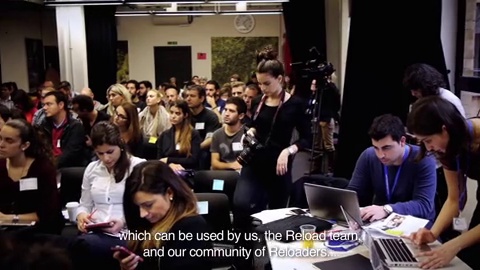 which can be used by us, the Reload team,
and our community of Reloaders...